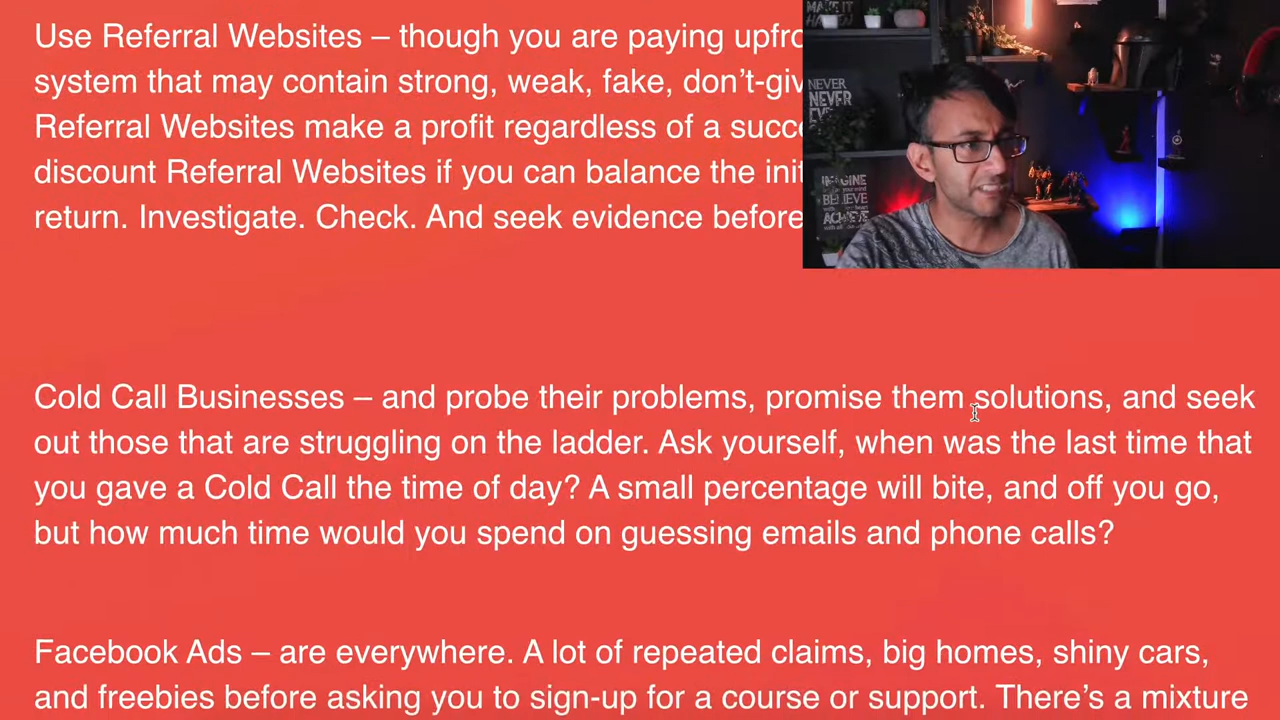 Use Referral Websites – though you are paying upfro
system that may contain strong, weak, fake, don't-giv
Referral Websites make a profit regardless of a succ
discount Referral Websites if you can balance the init
return. Investigate. Check. And seek evidence before
MAKE IT
HAPPEN
NEVER
NEVER
EVER
IMAGINE
BELIEVE
ACHIEVE
Cold Call Businesses – and probe their problems, promise them solutions, and seek
out those that are struggling on the ladder. Ask yourself, when was the last time that
you gave a Cold Call the time of day? A small percentage will bite, and off you go,
but how much time would you spend on guessing emails and phone calls?
Facebook Ads – are everywhere. A lot of repeated claims, big homes, shiny cars,
and freebies before asking you to sign-up for a course or support. There's a mixture